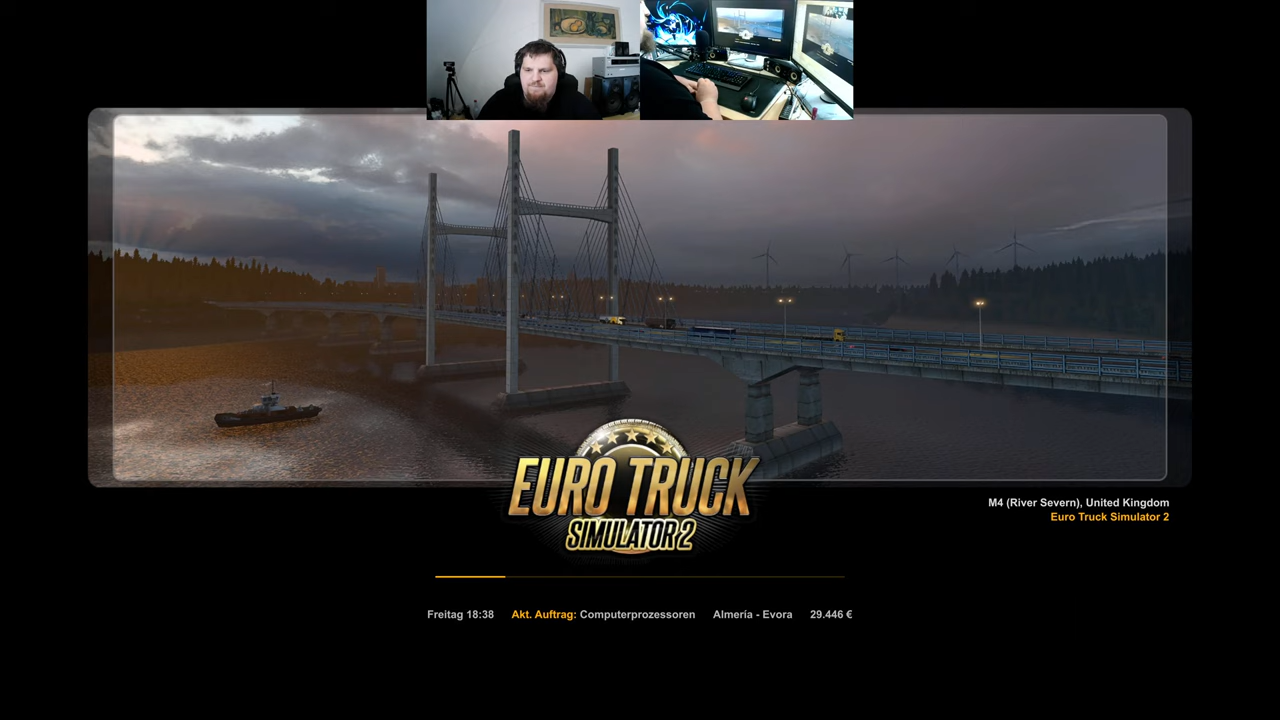 EURO TRUCK
SIMULATOR 2
M4 (River Severn), United Kingdom
Euro Truck Simulator 2
Freitag 18:38 Akt. Auftrag: Computerprozessoren Almería - Evora 29.446 €